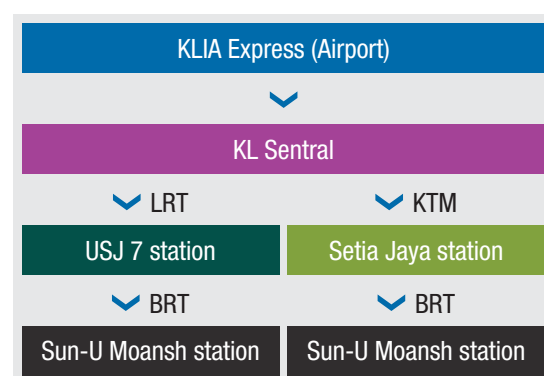 KLIA Express (Airport)
KL Sentral
LRT
KTM
USJ 7 station
Setia Jaya station
BRT
BRT
Sun-U Moansh station
Sun-U Moansh station